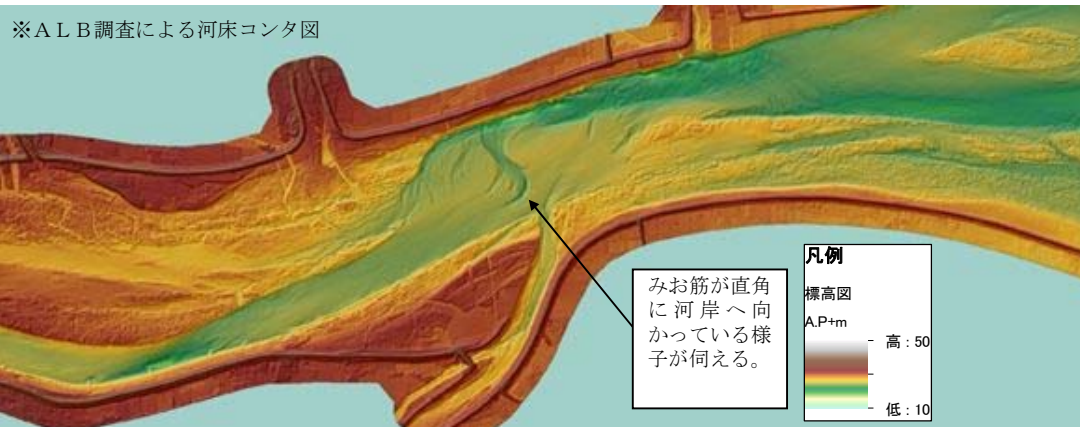 ※ＡＬＢ調査による河床コンタ図
みお筋が直角
に河岸へ向
かっている様
子が伺える。
凡例
標高図
A.P+m
高 : 50
低 : 10